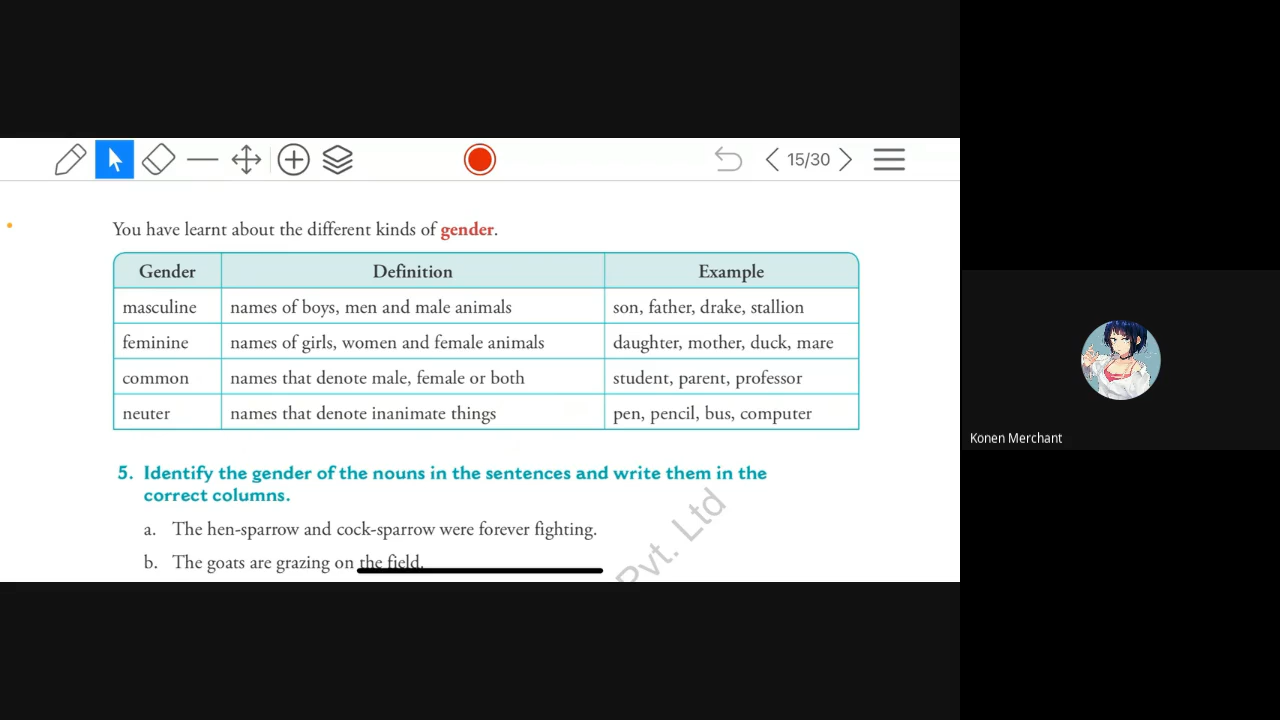 15/30
You have learnt about the different kinds of gender.
Gender Definition Example
masculine names of boys, men and male animals son, father, drake, stallion
feminine names of girls, women and female animals daughter, mother, duck, mare
common names that denote male, female or both student, parent, professor
neuter names that denote inanimate things pen, pencil, bus, computer
5. Identify the gender of the nouns in the sentences and write them in the
correct columns.
a. The hen-sparrow and cock-sparrow were forever fighting.
b. The goats are grazing on the field.
Pvt. Ltd
Konen Merchant